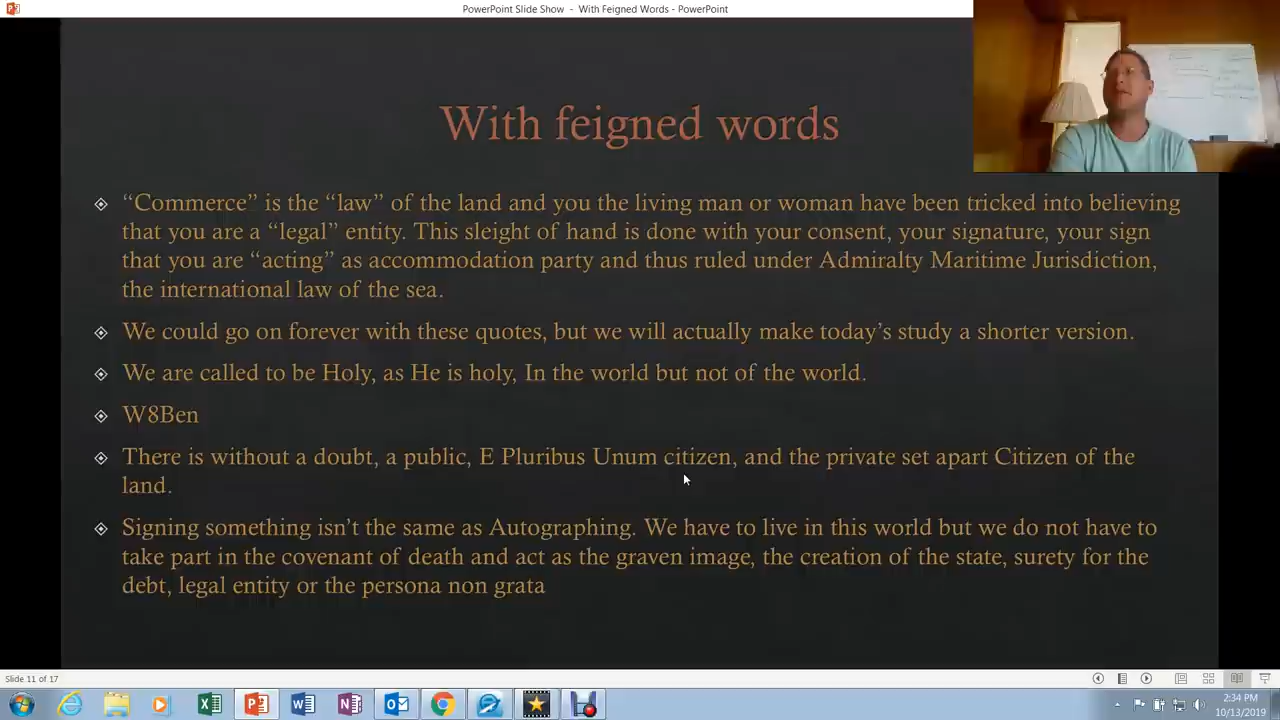 PowerPoint Slide Show - With Feigned Words - PowerPoint
With feigned words
“Commerce” is the “law” of the land and you the living man or woman have been tricked into believing
that you are a “legal” entity. This sleight of hand is done with your consent, your signature, your sign
that you are “acting” as accommodation party and thus ruled under Admiralty Maritime Jurisdiction,
the international law of the sea.
We could go on forever with these quotes, but we will actually make today’s study a shorter version.
We are called to be Holy, as He is holy, In the world but not of the world.
W8Ben
There is without a doubt, a public, E Pluribus Unum citizen, and the private set apart Citizen of the
land.
Signing something isn’t the same as Autographing. We have to live in this world but we do not have to
take part in the covenant of death and act as the graven image, the creation of the state, surety for the
debt, legal entity or the persona non grata
Slide 11 of 17
2:34 PM
10/13/2019